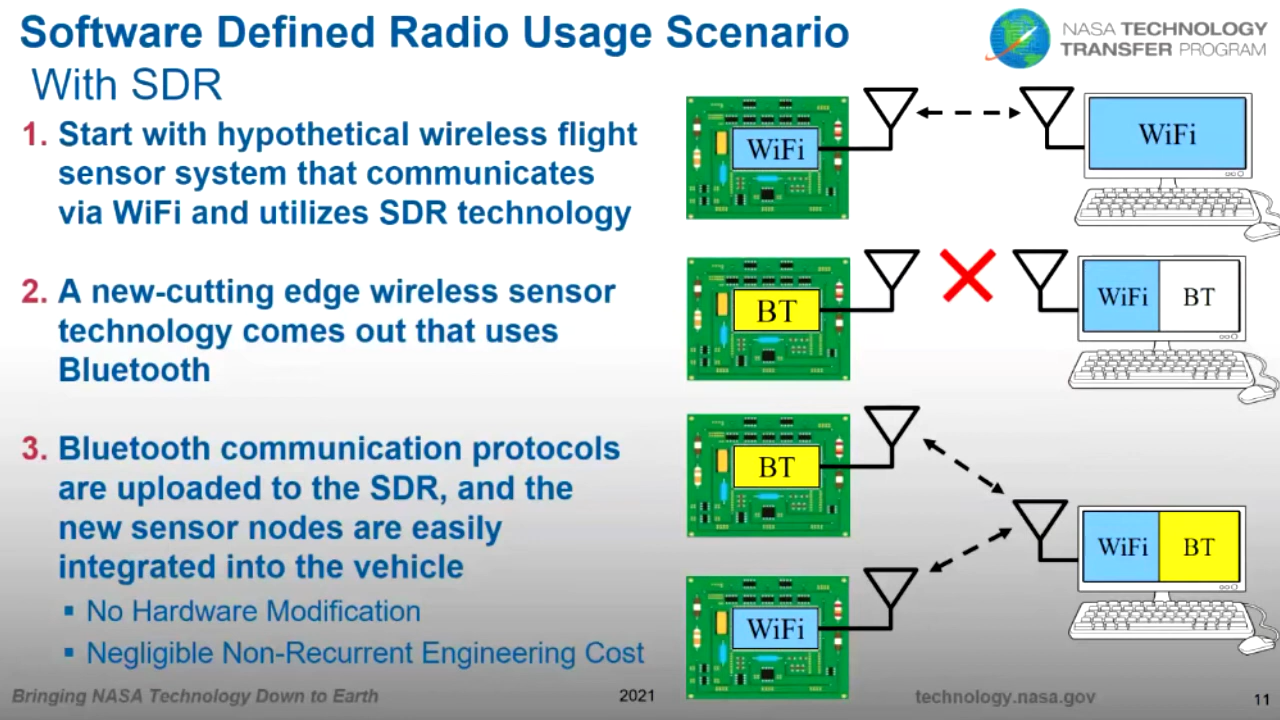 Software Defined Radio Usage Scenario
With SDR
NASA TECHNOLOGY
TRANSFER PROGRAM
1. Start with hypothetical wireless flight
sensor system that communicates
via WiFi and utilizes SDR technology
WiFi
WiFi
2. A new-cutting edge wireless sensor
technology comes out that uses
Bluetooth
BT
WiFi BT
3. Bluetooth communication protocols
are uploaded to the SDR, and the
new sensor nodes are easily
integrated into the vehicle
▪ No Hardware Modification
▪ Negligible Non-Recurrent Engineering Cost
BT
WiFi BT
WiFi
Bringing NASA Technology Down to Earth
2021
technology.nasa.gov
11